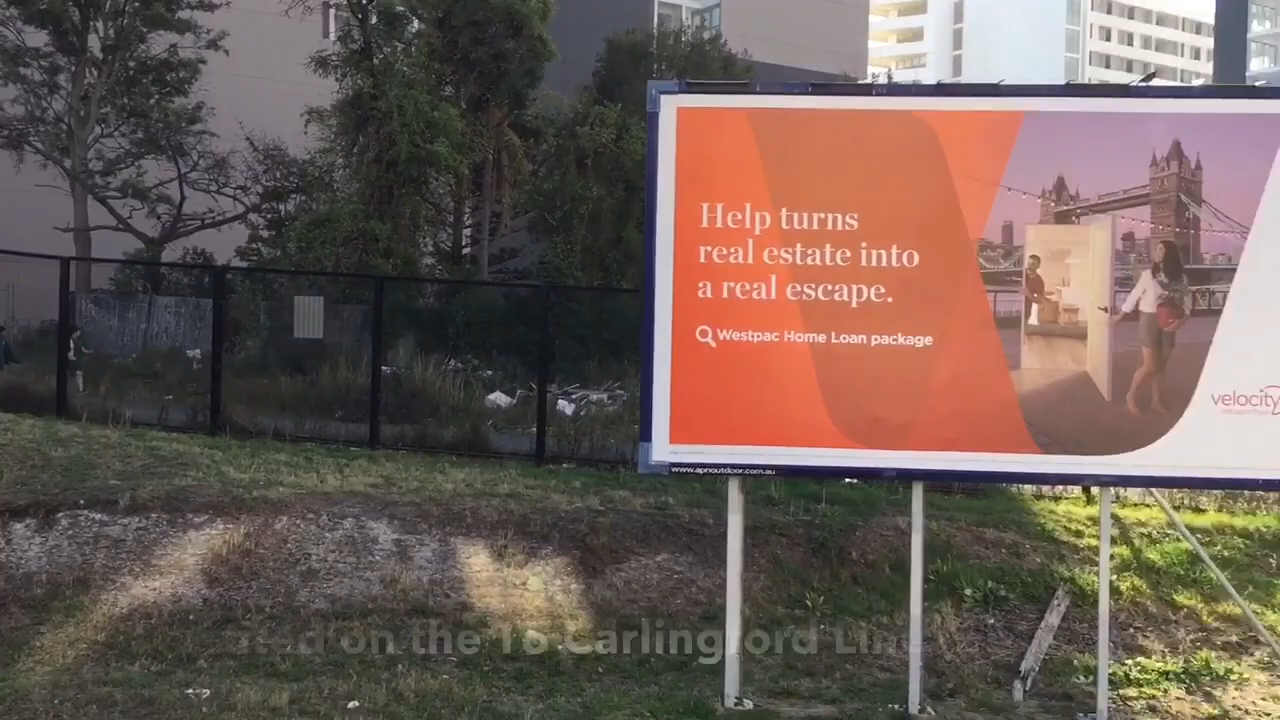 Help turns
real estate into
a real escape.
Westpac Home Loan package
velocity
www.apnoutdoor.com.au
on the T6 Carlingford Line